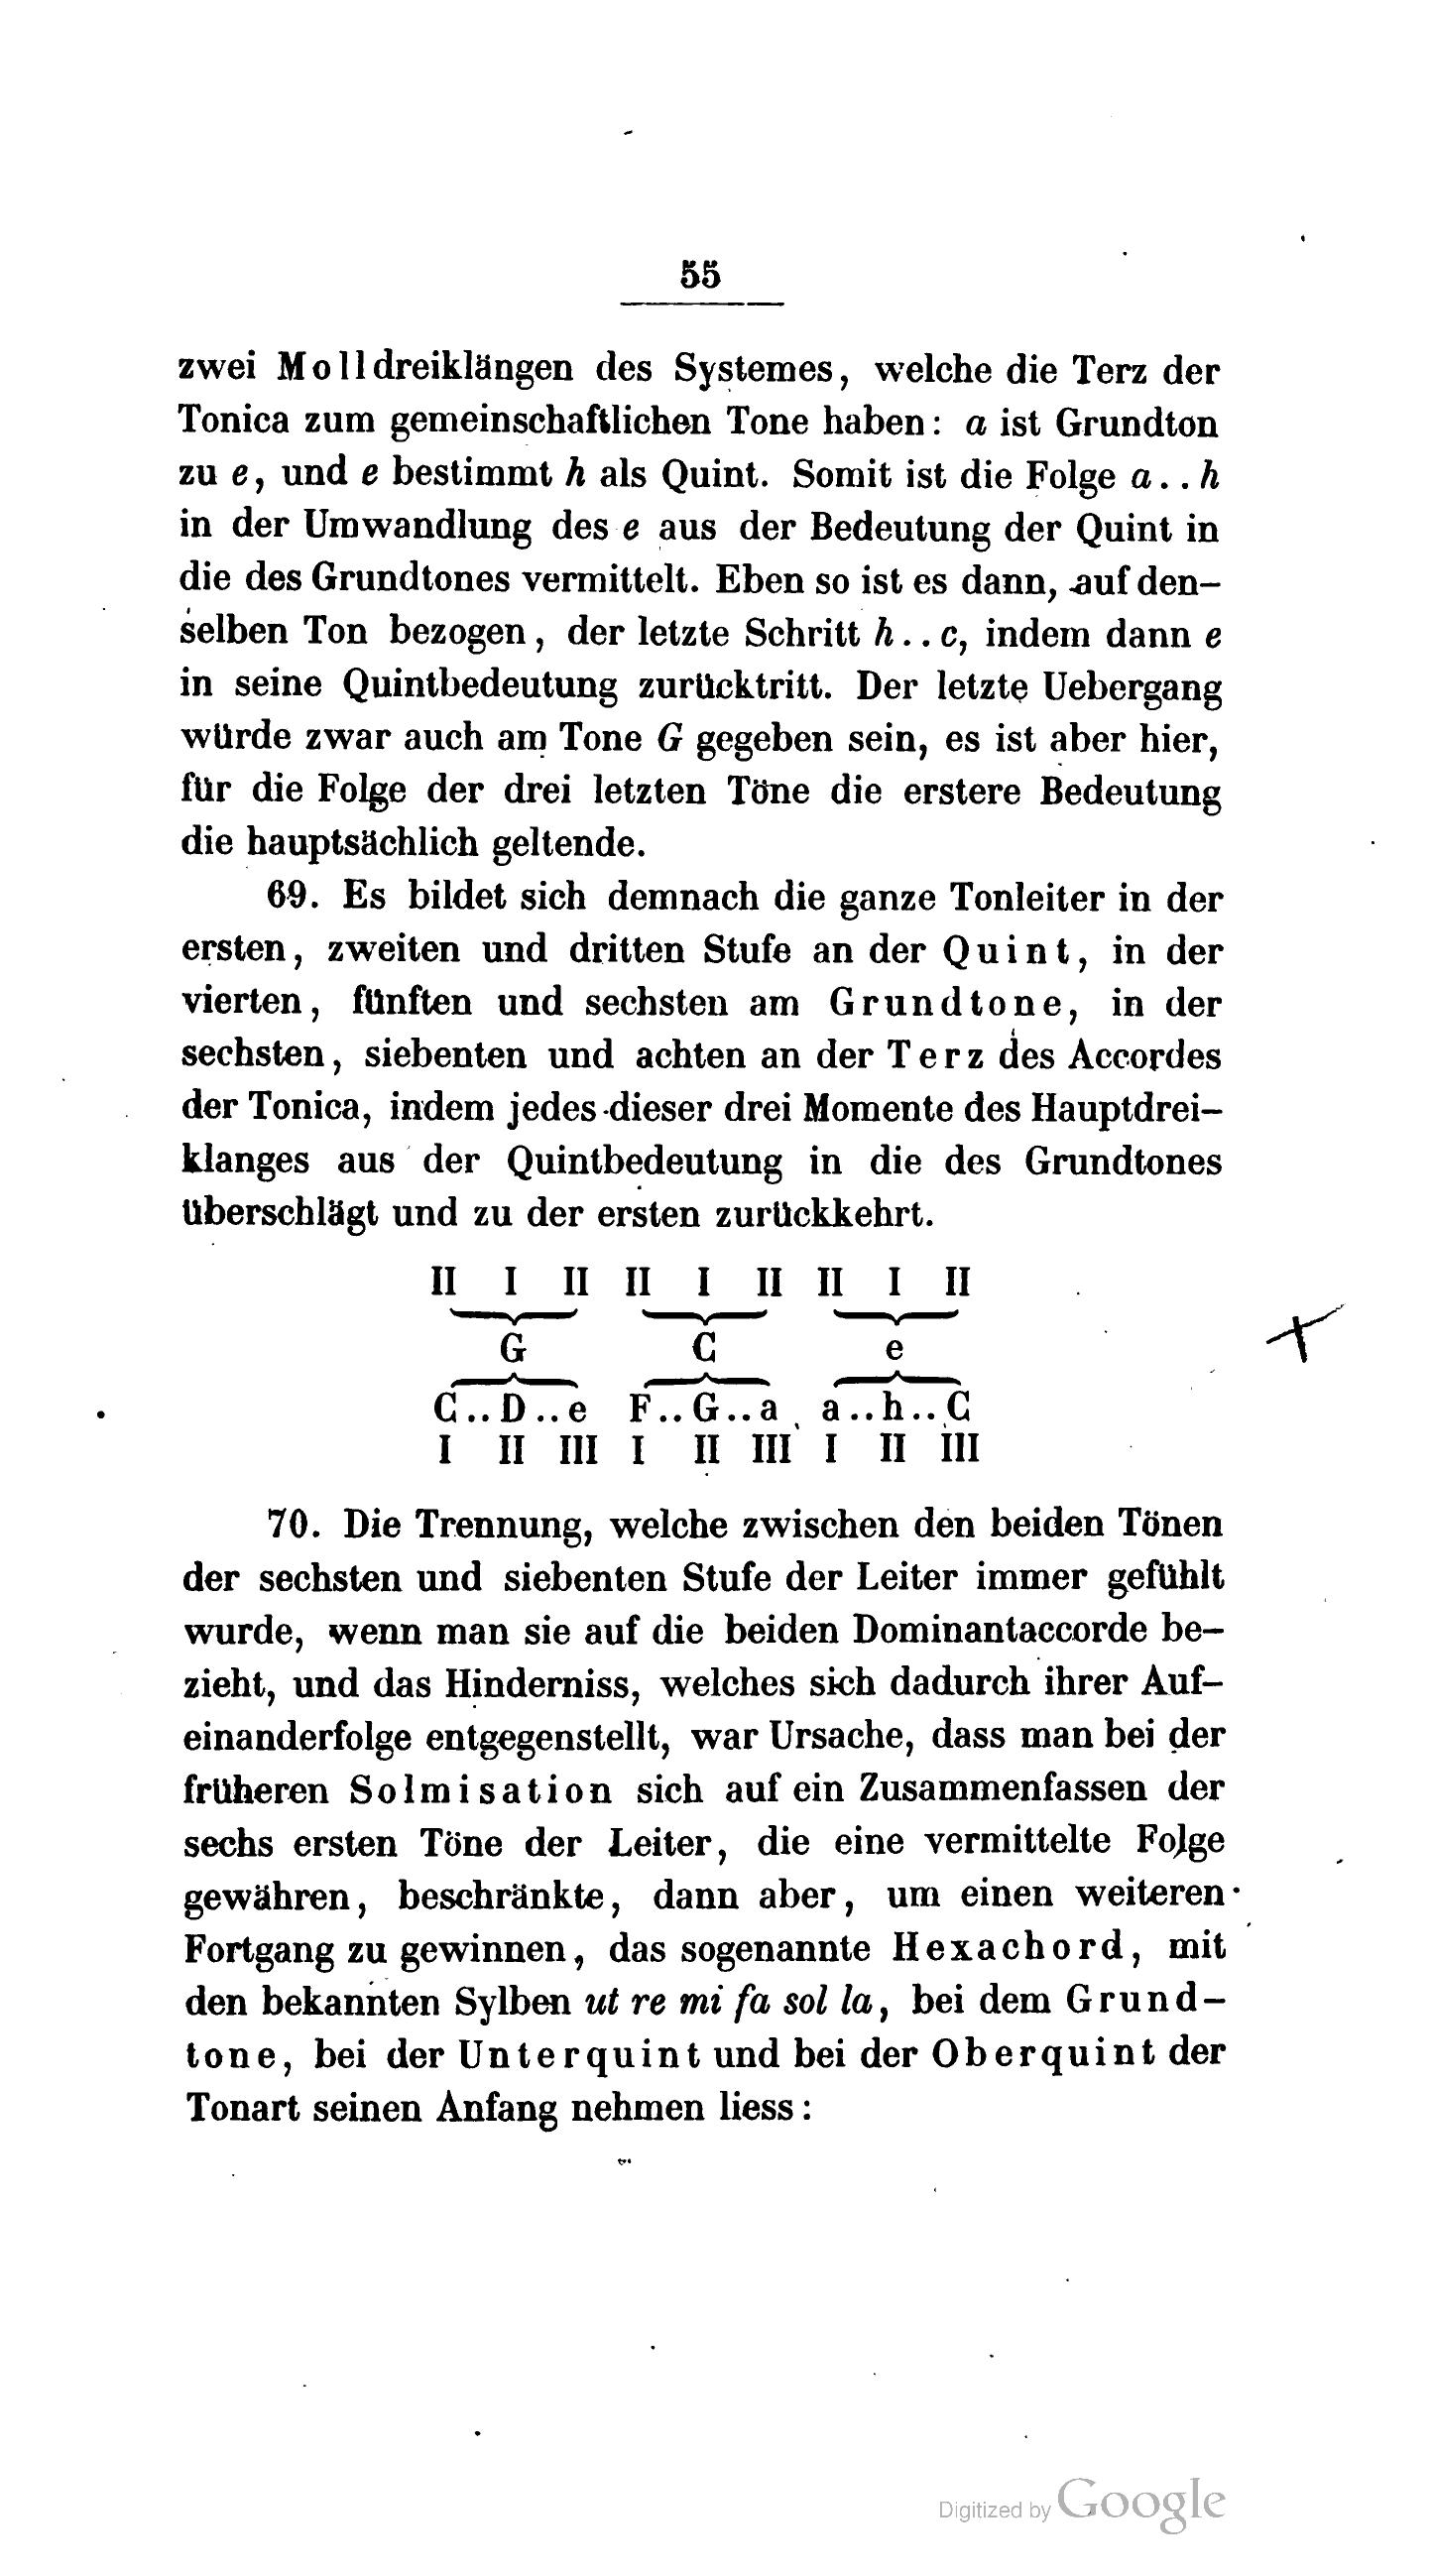 55
zwei Molldreiklängen des Systemes, welche die Terz der
Tonica zum gemeinschaftlichen Tone haben: a ist Grundton
zu e, und e bestimmt h als Quint. Somit ist die Folge a..h
in der Umwandlung des e aus der Bedeutung der Quint in
die des Grundtones vermittelt. Eben so ist es dann, auf den-
selben Ton bezogen, der letzte Schritt h..c, indem dann e
in seine Quintbedeutung zurücktritt. Der letzte Uebergang
würde zwar auch am Tone G gegeben sein, es ist aber hier,
für die Folge der drei letzten Töne die erstere Bedeutung
die hauptsächlich geltende.
69. Es bildet sich demnach die ganze Tonleiter in der
ersten, zweiten und dritten Stufe an der Quint, in der
vierten, fünften und sechsten am Grundtone, in der
sechsten, siebenten und achten an der Terz des Accordes
der Tonica, indem jedes dieser drei Momente des Hauptdrei-
klanges aus der Quintbedeutung in die des Grundtones
überschlägt und zu der ersten zurückkehrt.
II I II II I II II I II
G C e
C..D..e F..G..a a..h..C
I II III I II III I II III
70. Die Trennung, welche zwischen den beiden Tönen
der sechsten und siebenten Stufe der Leiter immer gefühlt
wurde, wenn man sie auf die beiden Dominantaccorde be-
zieht, und das Hinderniss, welches sich dadurch ihrer Auf-
einanderfolge entgegenstellt, war Ursache, dass man bei der
früheren Solmisation sich auf ein Zusammenfassen der
sechs ersten Töne der Leiter, die eine vermittelte Folge
gewähren, beschränkte, dann aber, um einen weiteren
Fortgang zu gewinnen, das sogenannte Hexachord, mit
den bekannten Sylben ut re mi fa sol la, bei dem Grund-
tone, bei der Unterquint und bei der Oberquint der
Tonart seinen Anfang nehmen liess:
Digitized by Google